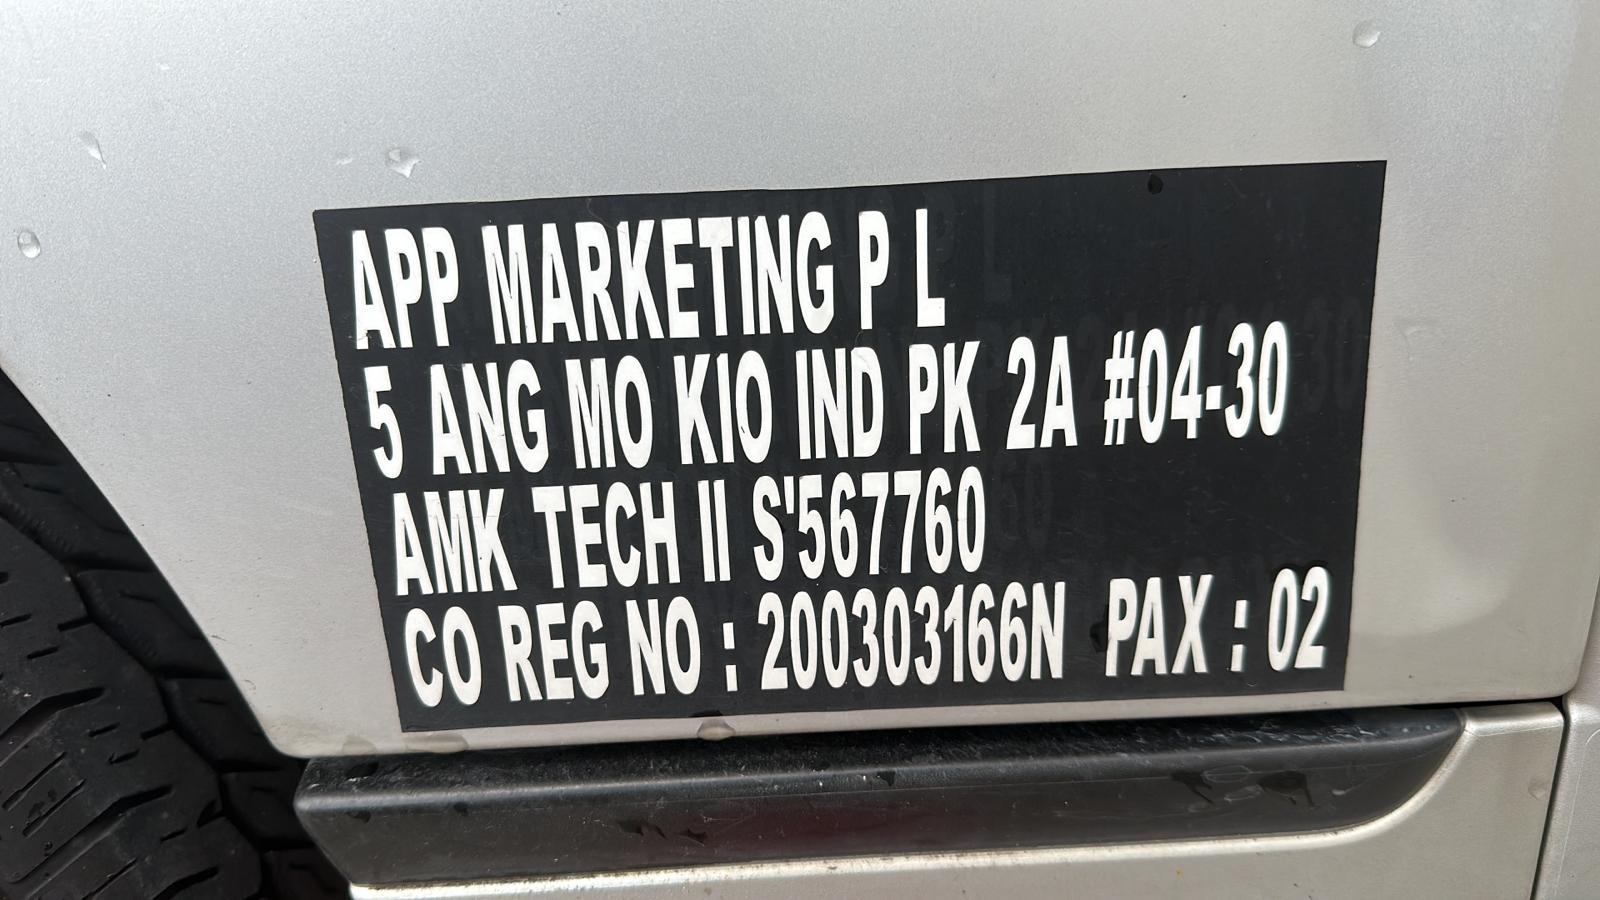 APP MARKETING P L
5 ANG MO KIO IND PK 2A #04-30
AMK TECH II S'567760
CO REG NO : 200303166N PAX : 02